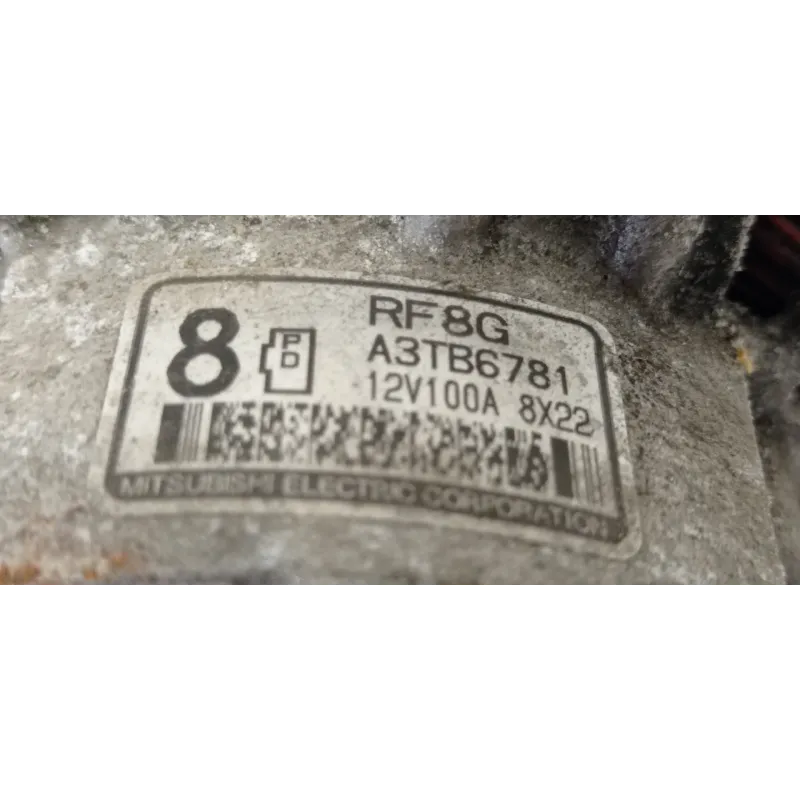 8
P
D
RF8G
A3TB6781
12V100A 8X22
MITSUBISHI ELECTRIC CORPORATION